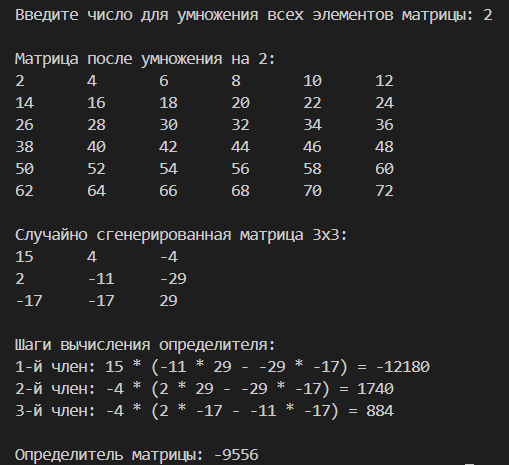 Введите число для умножения всех элементов матрицы: 2
Матрица после умножения на 2:
2 4 6 8 10 12
14 16 18 20 22 24
26 28 30 32 34 36
38 40 42 44 46 48
50 52 54 56 58 60
62 64 66 68 70 72
Случайно сгенерированная матрица 3x3:
15 4 -4
2 -11 -29
-17 -17 29
Шаги вычисления определителя:
1-й член: 15 * (-11 * 29 - -29 * -17) = -12180
2-й член: -4 * (2 * 29 - -29 * -17) = 1740
3-й член: -4 * (2 * -17 - -11 * -17) = 884
Определитель матрицы: -9556